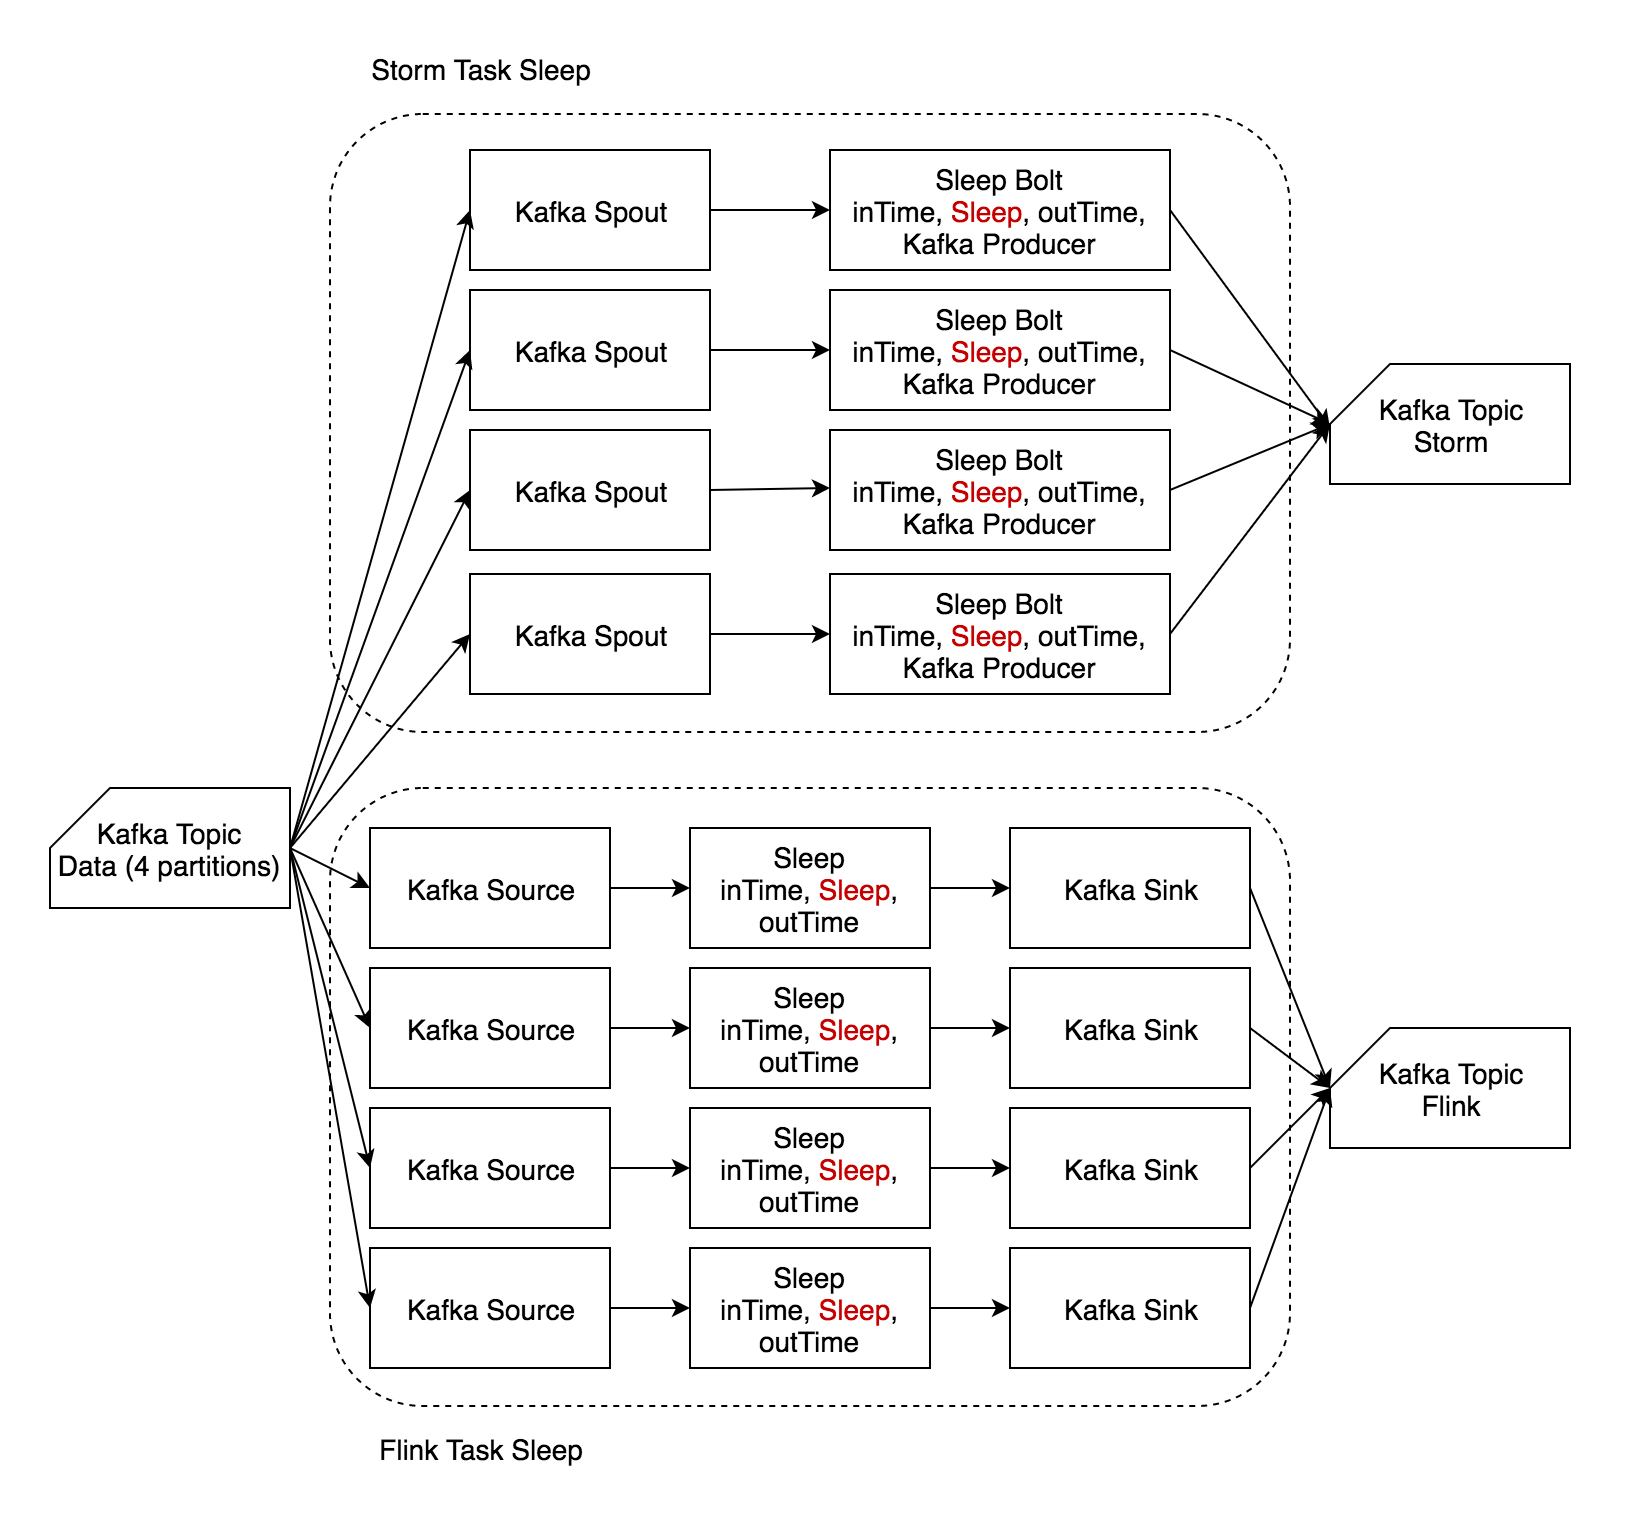 Storm Task Sleep
Kafka Spout
Sleep Bolt
inTime, Sleep, outTime,
Kafka Producer
Kafka Spout
Sleep Bolt
inTime, Sleep, outTime,
Kafka Producer
Kafka Spout
Sleep Bolt
inTime, Sleep, outTime,
Kafka Producer
Kafka Spout
Sleep Bolt
inTime, Sleep, outTime,
Kafka Producer
Kafka Topic
Storm
Kafka Topic
Data (4 partitions)
Kafka Source
Sleep
inTime, Sleep,
outTime
Kafka Sink
Kafka Source
Sleep
inTime, Sleep,
outTime
Kafka Sink
Kafka Source
Sleep
inTime, Sleep,
outTime
Kafka Sink
Kafka Source
Sleep
inTime, Sleep,
outTime
Kafka Sink
Kafka Topic
Flink
Flink Task Sleep